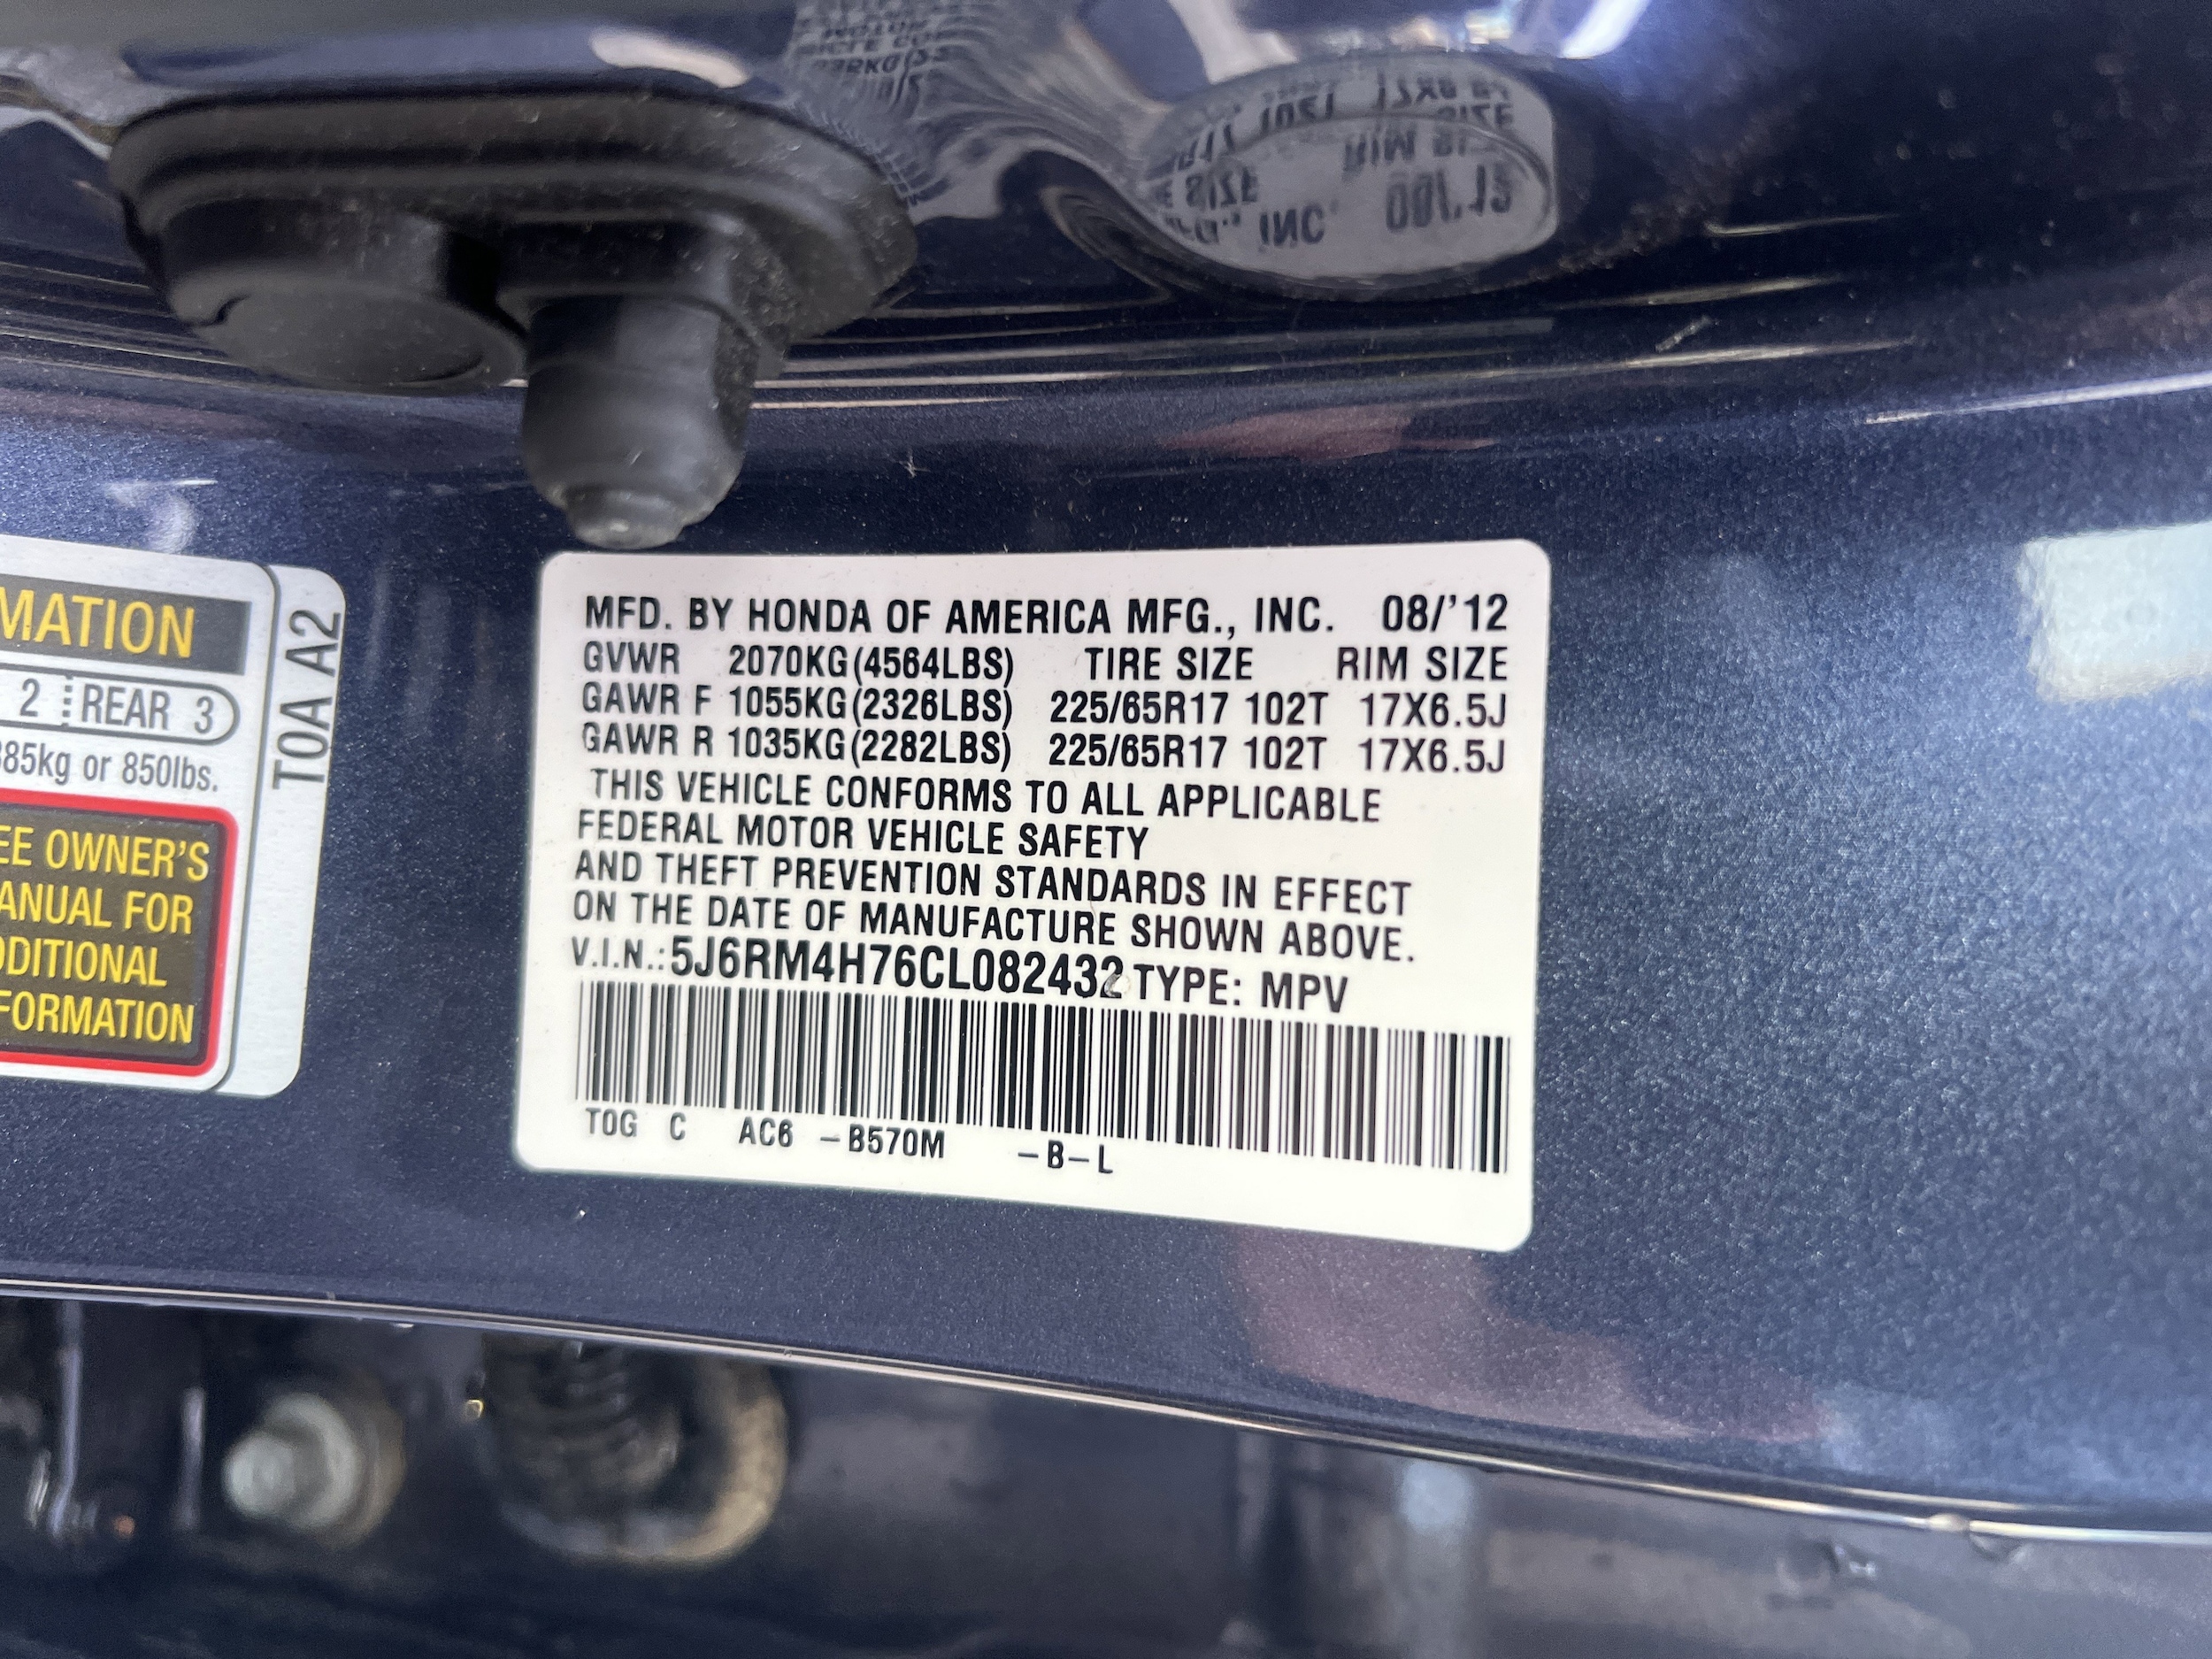 MATION
2 REAR 3
385kg or 850lbs.
EE OWNER'S
ANUAL FOR
DDITIONAL
FORMATION
T0A A2
MFD. BY HONDA OF AMERICA MFG., INC. 08/'12
GVWR 2070KG(4564LBS) TIRE SIZE RIM SIZE
GAWR F 1055KG(2326LBS) 225/65R17 102T 17X6.5J
GAWR R 1035KG(2282LBS) 225/65R17 102T 17X6.5J
THIS VEHICLE CONFORMS TO ALL APPLICABLE
FEDERAL MOTOR VEHICLE SAFETY
AND THEFT PREVENTION STANDARDS IN EFFECT
ON THE DATE OF MANUFACTURE SHOWN ABOVE.
V.I.N.:5J6RM4H76CL082432 TYPE: MPV
TOG C AC6 -B570M -B-L